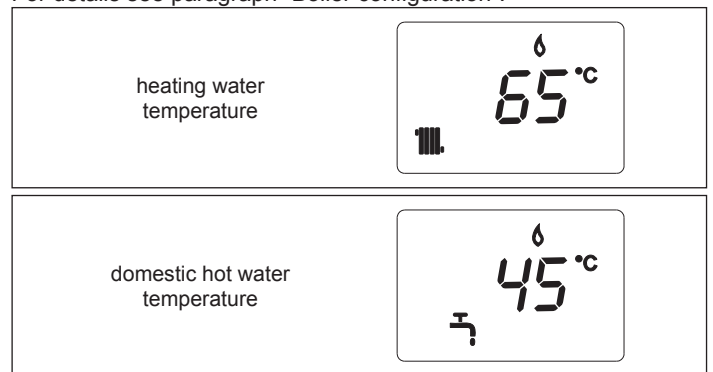 heating water
temperature
65 °C
domestic hot water
temperature
45 °C